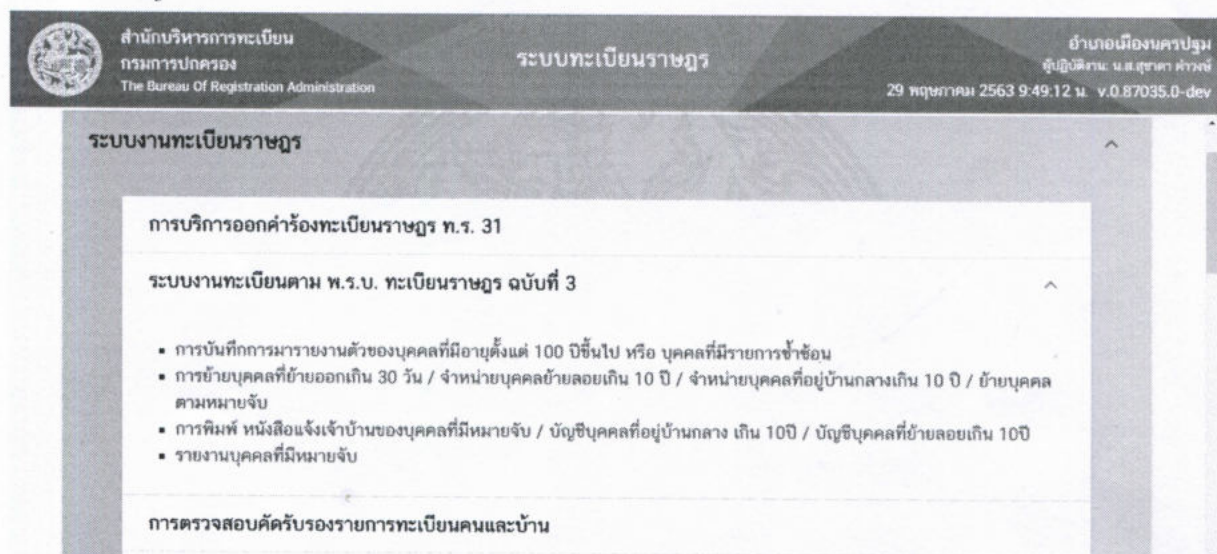 สำนักบริหารการทะเบียน
กรมการปกครอง
The Bureau Of Registration Administration
ระบบทะเบียนราษฎร
อำเภอเมืองนครปฐม
ผู้ปฏิบัติงาน: น.ส.สุชาดา คำวงษ์
29 พฤษภาคม 2563 9:49:12 น. v.0.87035.0-dev
ระบบงานทะเบียนราษฎร
การบริการออกคำร้องทะเบียนราษฎร ท.ร. 31
ระบบงานทะเบียนตาม พ.ร.บ. ทะเบียนราษฎร ฉบับที่ 3
▪ การบันทึกการมารายงานตัวของบุคคลที่มีอายุตั้งแต่ 100 ปีขึ้นไป หรือ บุคคลที่มีรายการซ้ำซ้อน
▪ การย้ายบุคคลที่ย้ายออกเกิน 30 วัน / จำหน่ายบุคคลย้ายลอยเกิน 10 ปี / จำหน่ายบุคคลที่อยู่บ้านกลางเกิน 10 ปี / ย้ายบุคคล
ตามหมายจับ
▪ การพิมพ์ หนังสือแจ้งเจ้าบ้านของบุคคลที่มีหมายจับ / บัญชีบุคคลที่อยู่บ้านกลาง เกิน 10ปี / บัญชีบุคคลที่ย้ายลอยเกิน 10ปี
▪ รายงานบุคคลที่มีหมายจับ
การตรวจสอบคัดรับรองรายการทะเบียนคนและบ้าน